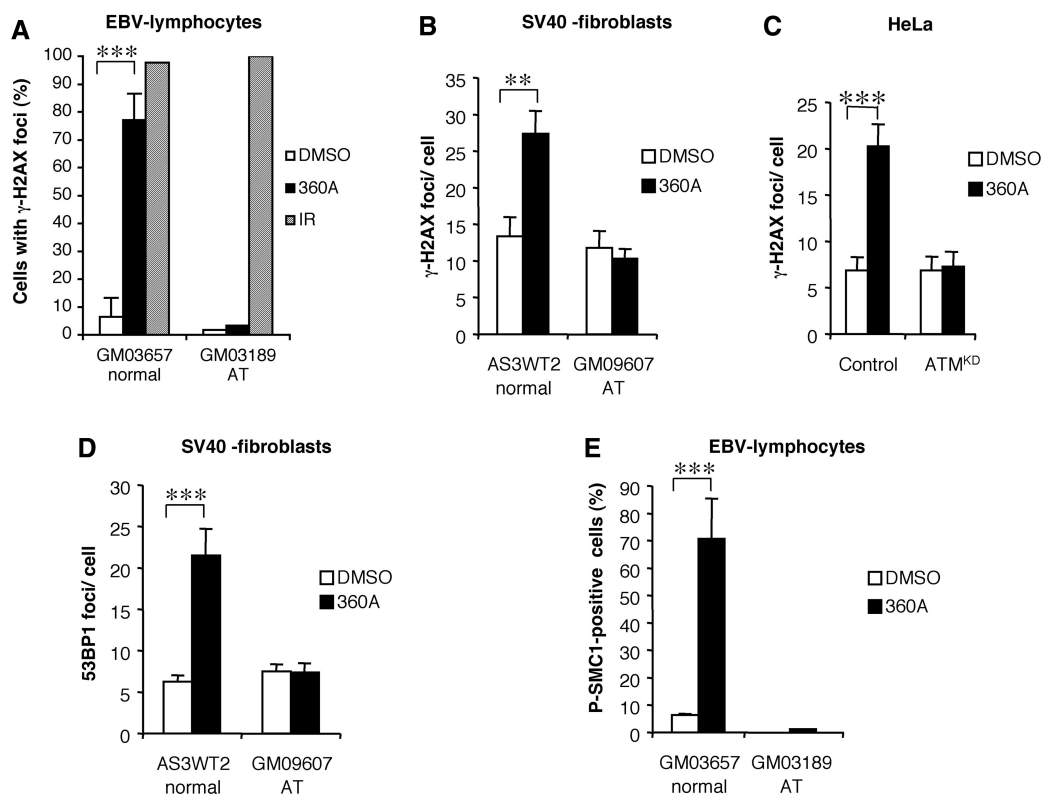 A
EBV-lymphocytes
Cells with γ-H2AX foci (%)
100
90
80
70
60
50
40
30
20
10
0
***
DMSO
360A
IR
GM03657 GM03189
normal AT
B
SV40 -fibroblasts
γ-H2AX foci/ cell
35
30
25
20
15
10
5
0
**
DMSO
360A
AS3WT2 GM09607
normal AT
C
HeLa
γ-H2AX foci/ cell
25
20
15
10
5
0
***
DMSO
360A
Control ATMᴷᴰ
D
SV40 -fibroblasts
53BP1 foci/ cell
30
25
20
15
10
5
0
***
DMSO
360A
AS3WT2 GM09607
normal AT
E
EBV-lymphocytes
P-SMC1-positive cells (%)
90
80
70
60
50
40
30
20
10
0
***
DMSO
360A
GM03657 GM03189
normal AT